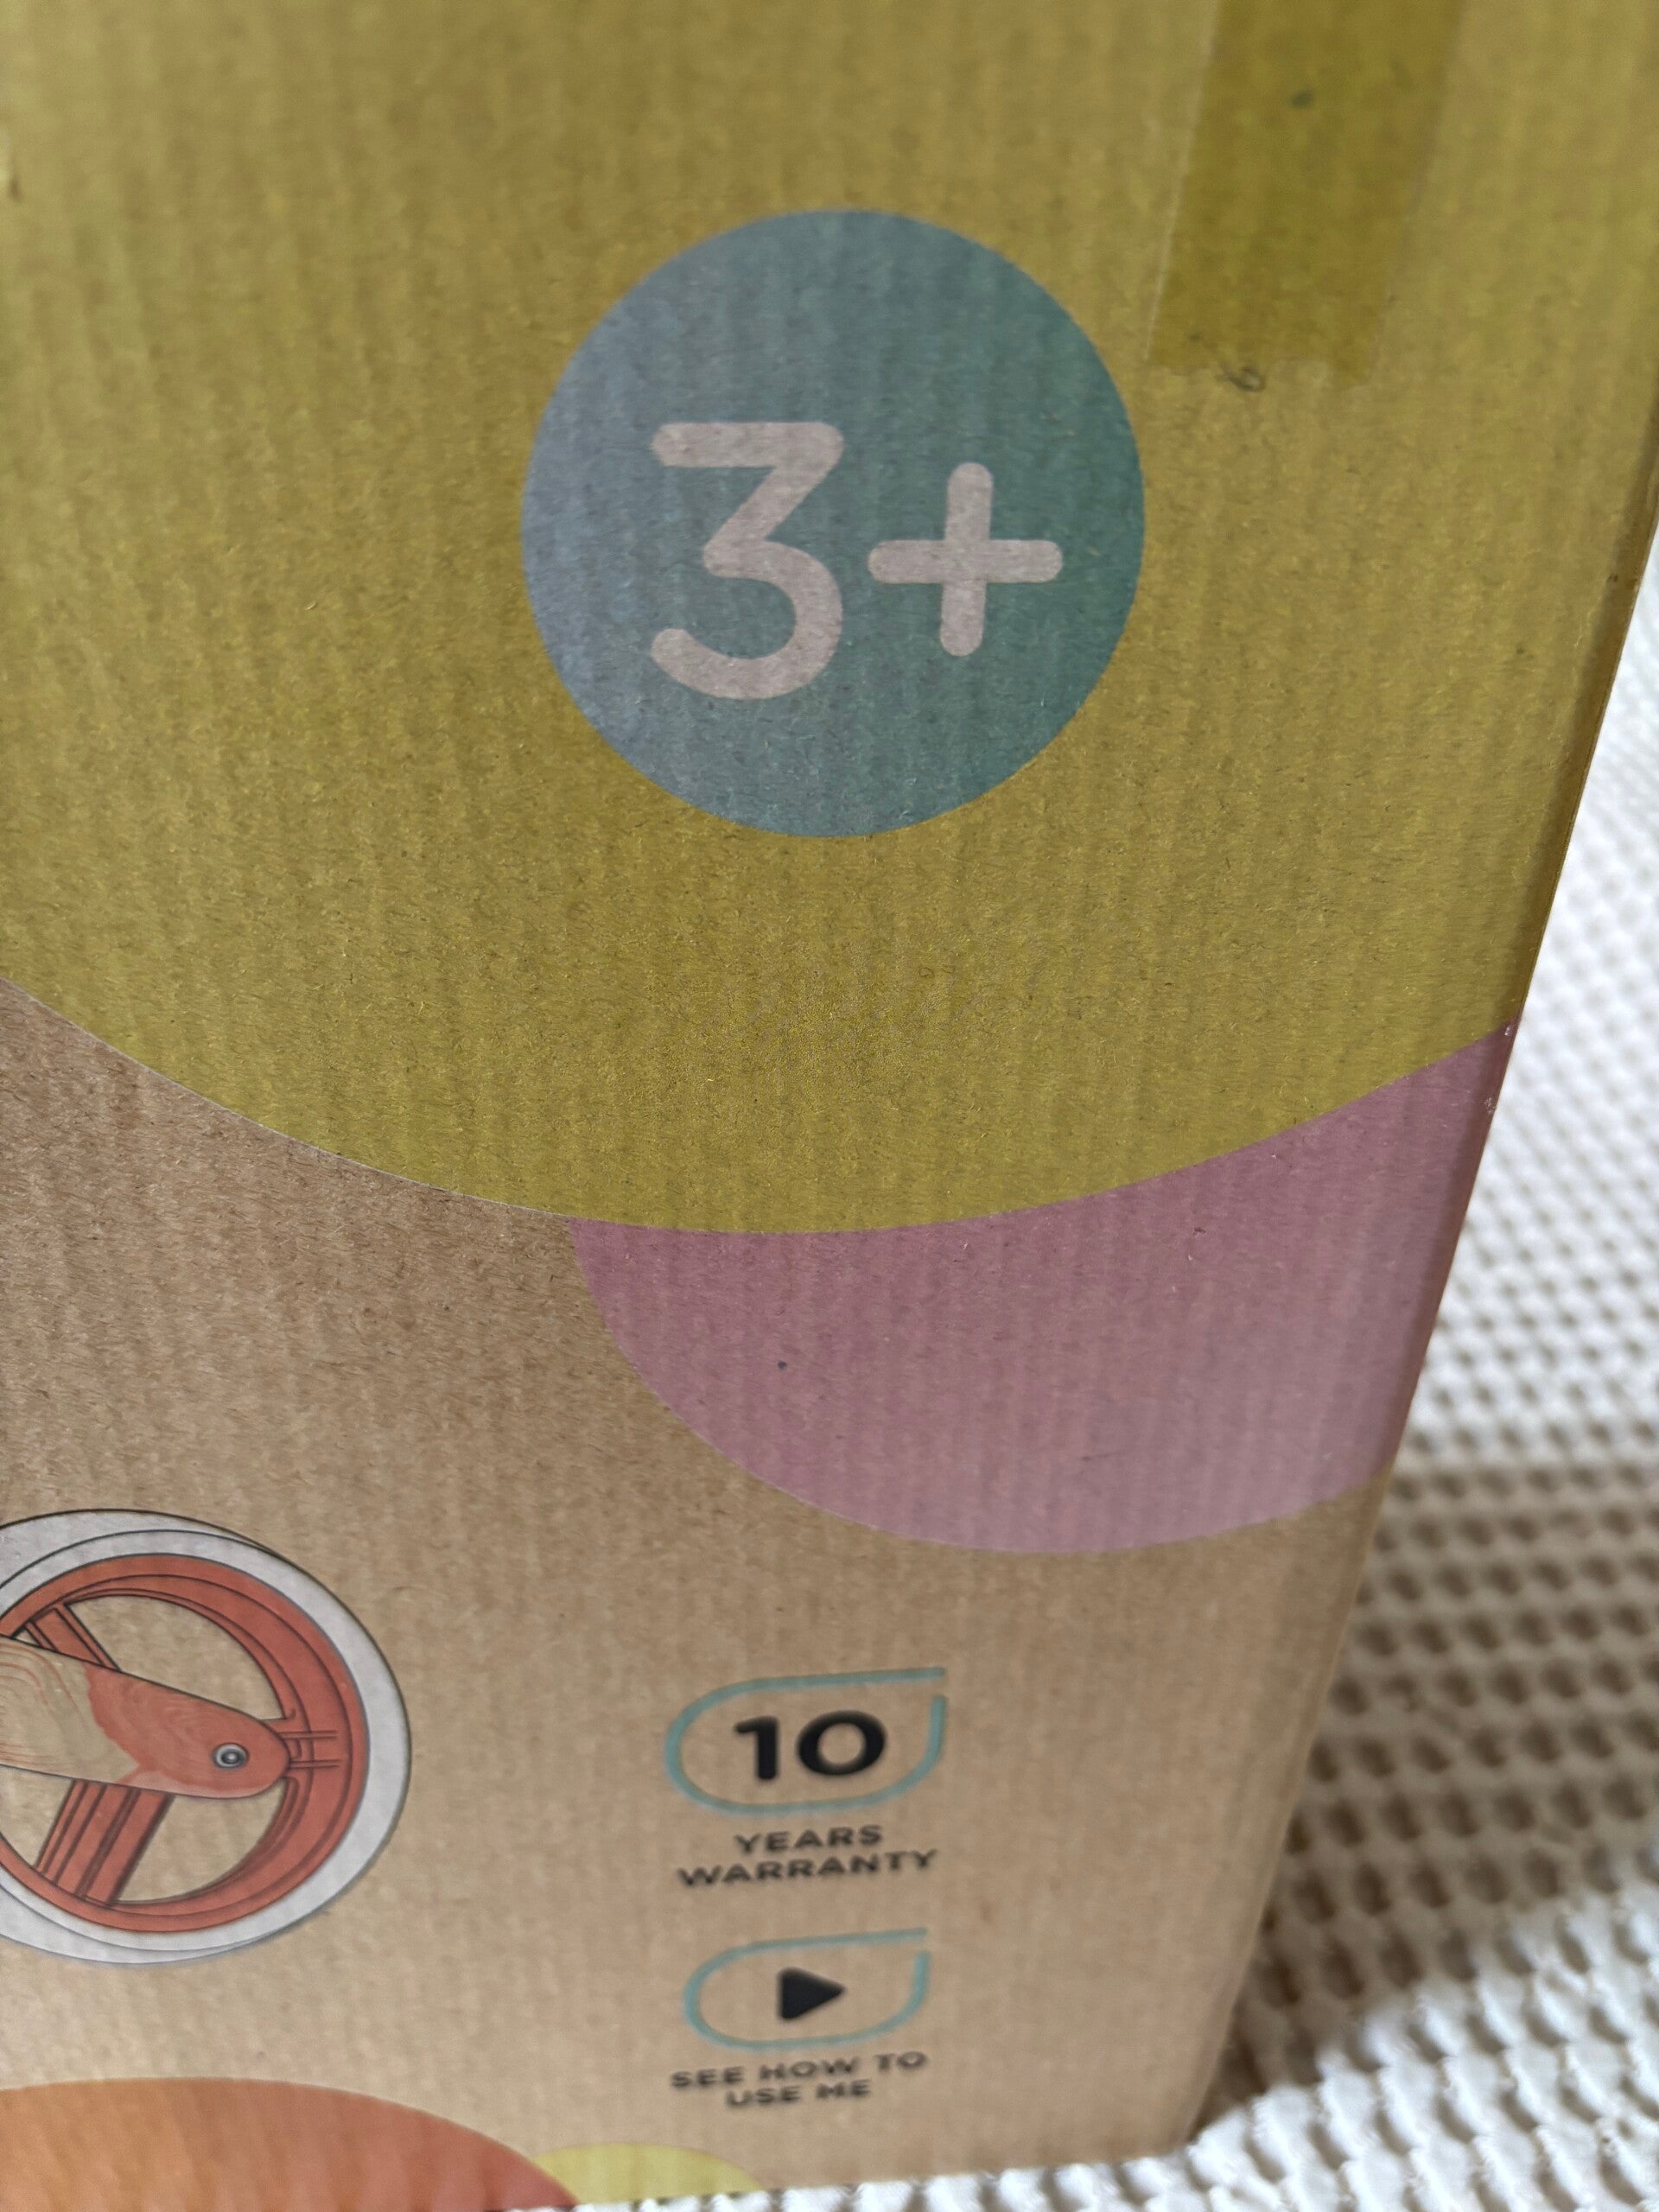 3+
10
YEARS
WARRANTY
SEE HOW TO
USE ME